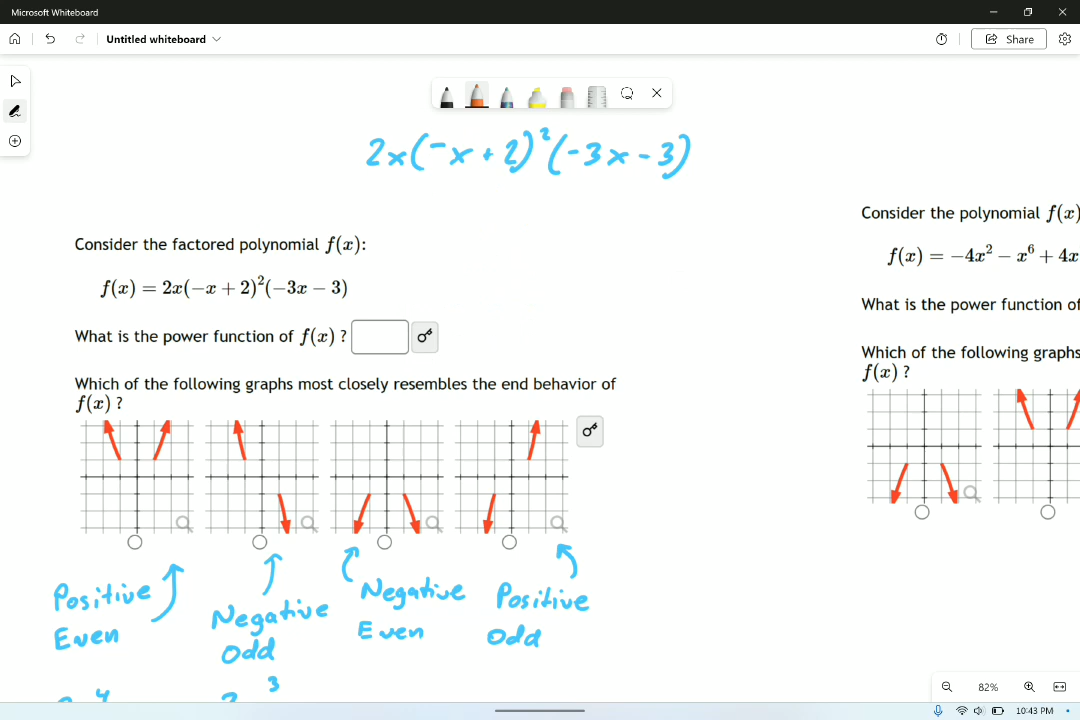 Microsoft Whiteboard
Untitled whiteboard
Share
2x(-x+2)²(-3x-3)
Consider the factored polynomial f(x):
f(x) = 2x(−x + 2)²(−3x − 3)
What is the power function of f(x) ?
Which of the following graphs most closely resembles the end behavior of
f(x) ?
Positive
Even
Negative
Odd
Negative
Even
Positive
Odd
4
3
Consider the polynomial f(x)
f(x) = −4x² − x⁶ + 4x
What is the power function of
Which of the following graphs
f(x) ?
82%
10:43 PM